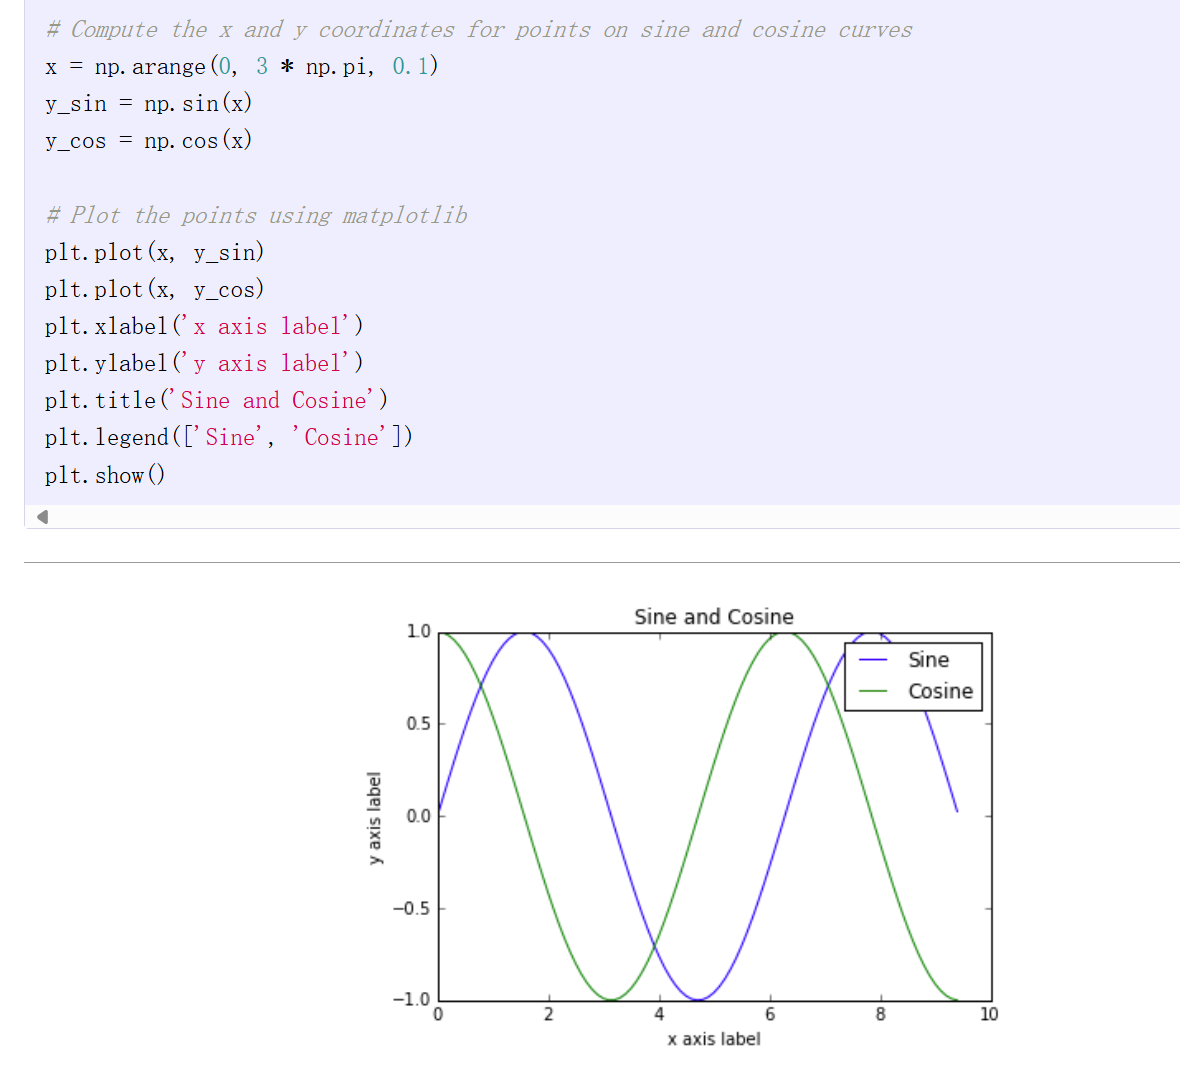 # Compute the x and y coordinates for points on sine and cosine curves
x = np.arange(0, 3 * np.pi, 0.1)
y_sin = np.sin(x)
y_cos = np.cos(x)
# Plot the points using matplotlib
plt.plot(x, y_sin)
plt.plot(x, y_cos)
plt.xlabel('x axis label')
plt.ylabel('y axis label')
plt.title('Sine and Cosine')
plt.legend(['Sine', 'Cosine'])
plt.show()
Sine and Cosine
1.0
0.5
0.0
−0.5
−1.0
y axis label
Sine
Cosine
0 2 4 6 8 10
x axis label